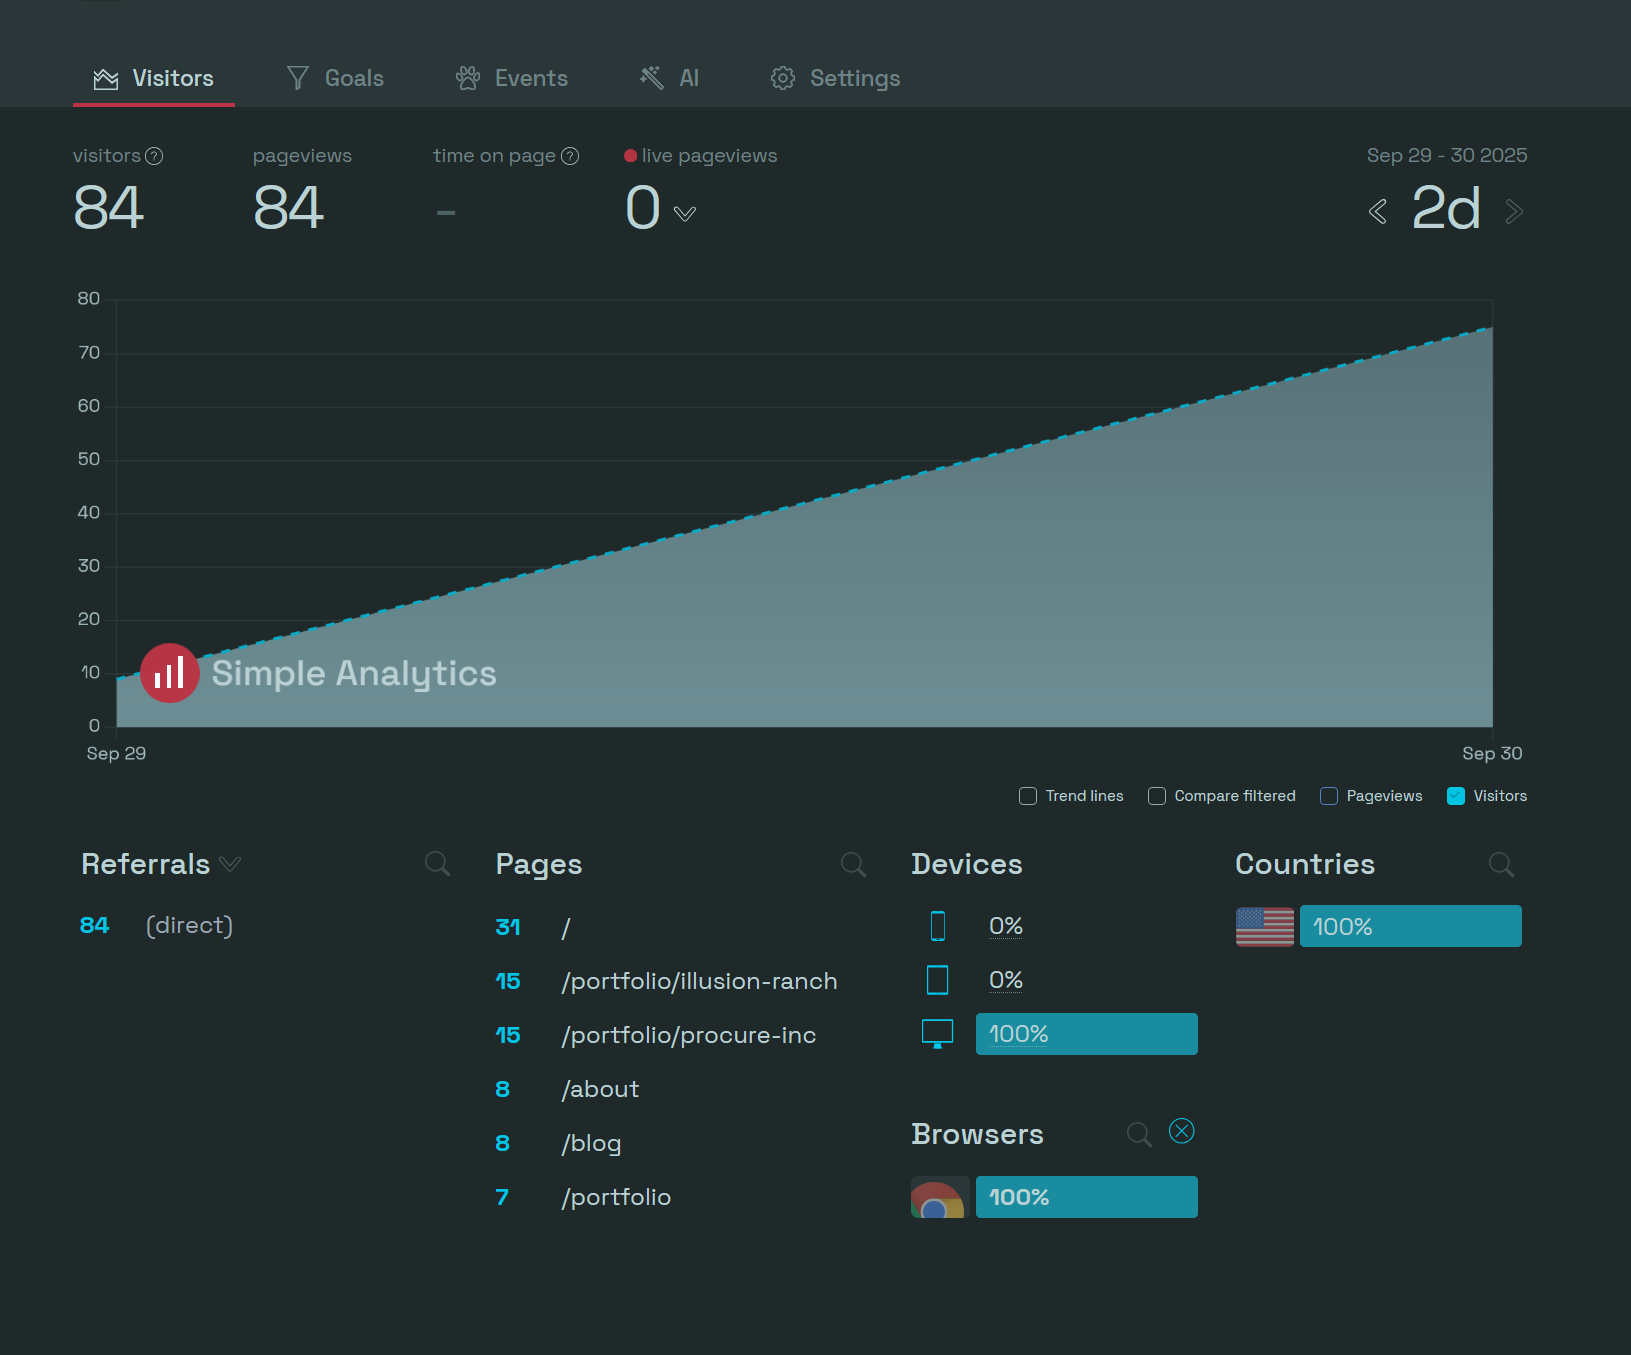 Visitors Goals Events AI Settings
visitors ? pageviews time on page ? live pageviews Sep 29 - 30 2025
84 84 - 0 2d
80
70
60
50
40
30
20
10
0
Simple Analytics
Sep 29 Sep 30
Trend lines Compare filtered Pageviews Visitors
Referrals
84 (direct)
Pages
31 /
15 /portfolio/illusion-ranch
15 /portfolio/procure-inc
8 /about
8 /blog
7 /portfolio
Devices
0%
0%
100%
Browsers
100%
Countries
100%